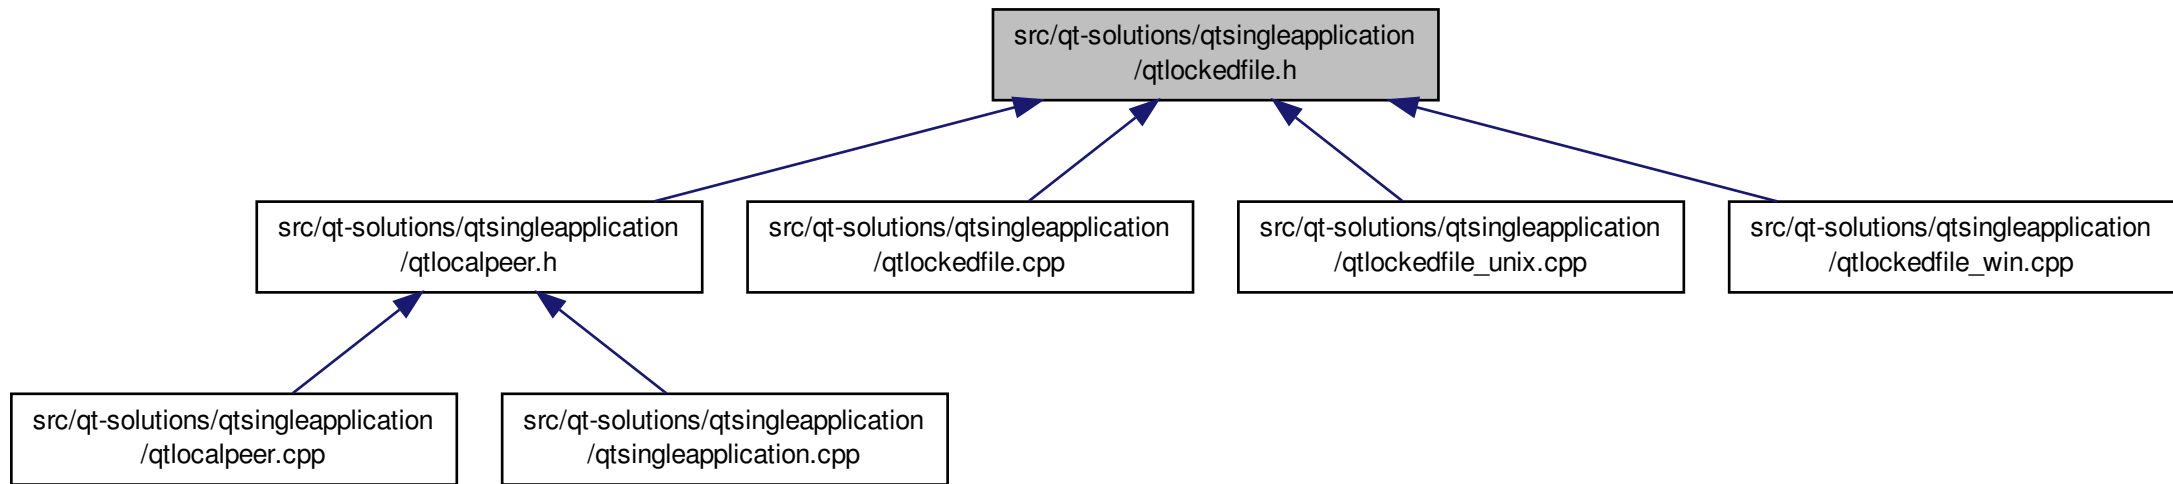 src/qt-solutions/qtsingleapplication
/qtlockedfile.h
src/qt-solutions/qtsingleapplication
/qtlocalpeer.h
src/qt-solutions/qtsingleapplication
/qtlockedfile.cpp
src/qt-solutions/qtsingleapplication
/qtlockedfile_unix.cpp
src/qt-solutions/qtsingleapplication
/qtlockedfile_win.cpp
src/qt-solutions/qtsingleapplication
/qtlocalpeer.cpp
src/qt-solutions/qtsingleapplication
/qtsingleapplication.cpp